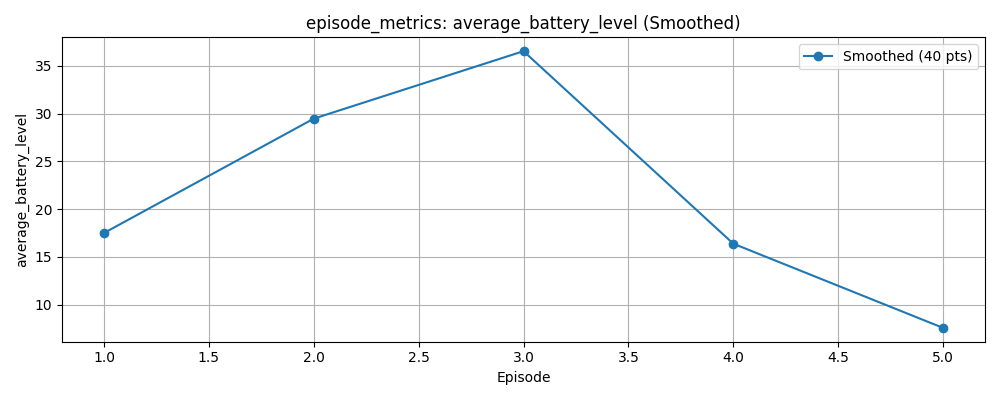 episode_metrics: average_battery_level (Smoothed)
Smoothed (40 pts)
average_battery_level
35
30
25
20
15
10
1.0 1.5 2.0 2.5 3.0 3.5 4.0 4.5 5.0
Episode